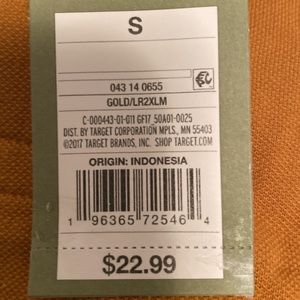 S
043 14 0655
GOLD/LR2XLM
C-000443-01-G11 GF17 50A01-0025
DIST. BY TARGET CORPORATION MPLS., MN 55403
©2017 TARGET BRANDS, INC. SHOP TARGET.COM
ORIGIN: INDONESIA
1 96365 72546 4
$22.99